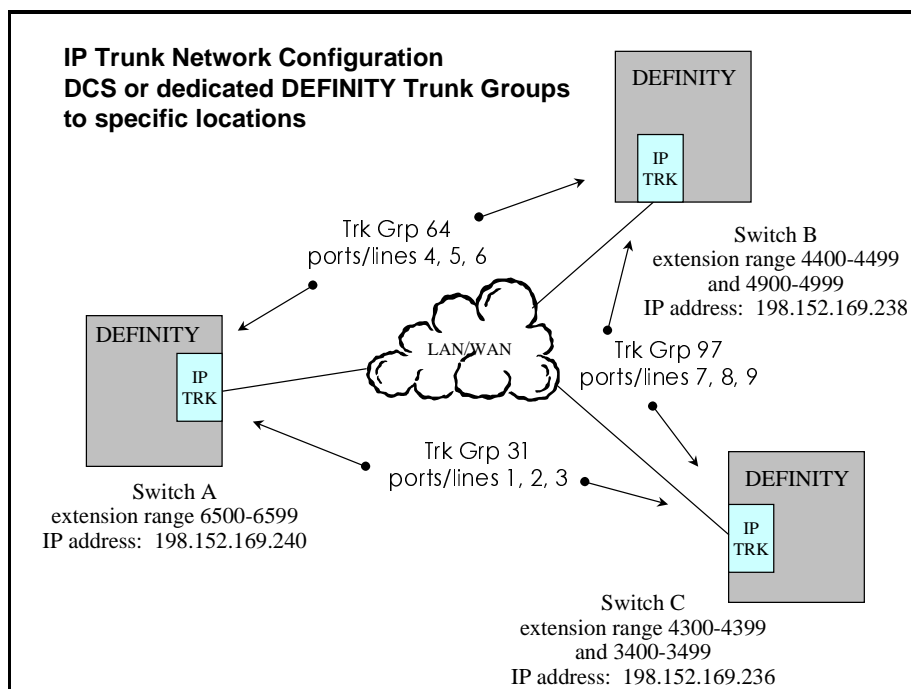 IP Trunk Network Configuration
DCS or dedicated DEFINITY Trunk Groups
to specific locations
DEFINITY
IP
TRK
Trk Grp 64
ports/lines 4, 5, 6
Switch B
extension range 4400-4499
and 4900-4999
IP address:  198.152.169.238
DEFINITY
IP
TRK
LAN/WAN
Trk Grp 97
ports/lines 7, 8, 9
Trk Grp 31
ports/lines 1, 2, 3
Switch A
extension range 6500-6599
IP address:  198.152.169.240
DEFINITY
IP
TRK
Switch C
extension range 4300-4399
and 3400-3499
IP address:  198.152.169.236